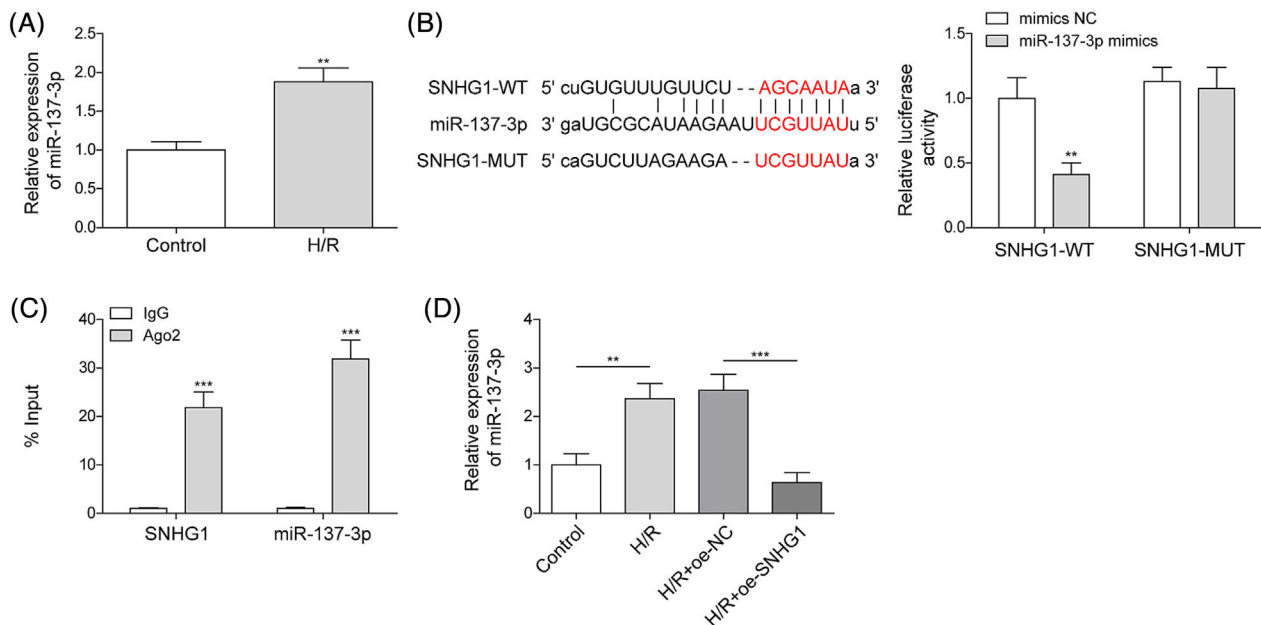 (A)
Relative expression
of miR-137-3p
2.5
2.0
1.5
1.0
0.5
0.0
**
Control
H/R
(B)
SNHG1-WT 5' cuGUGUUUGUUCU - - AGCAAUAa 3'
miR-137-3p 3' gaUGCGCAUAAGAAUUCGUUAUu 5'
SNHG1-MUT 5' caGUCUUAGAAGA - - UCGUUAUa 3'
mimics NC
miR-137-3p mimics
Relative luciferase
activity
1.5
1.0
0.5
0.0
**
SNHG1-WT
SNHG1-MUT
(C)
IgG
Ago2
% Input
40
30
20
10
0
***
***
SNHG1
miR-137-3p
(D)
Relative expression
of miR-137-3p
4
3
2
1
0
**
***
Control
H/R
H/R+oe-NC
H/R+oe-SNHG1